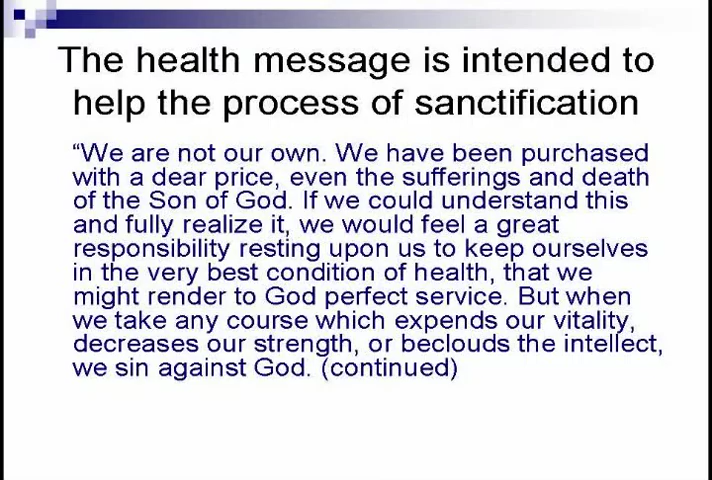 The health message is intended to
help the process of sanctification
“We are not our own. We have been purchased
with a dear price, even the sufferings and death
of the Son of God. If we could understand this
and fully realize it, we would feel a great
responsibility resting upon us to keep ourselves
in the very best condition of health, that we
might render to God perfect service. But when
we take any course which expends our vitality,
decreases our strength, or beclouds the intellect,
we sin against God. (continued)